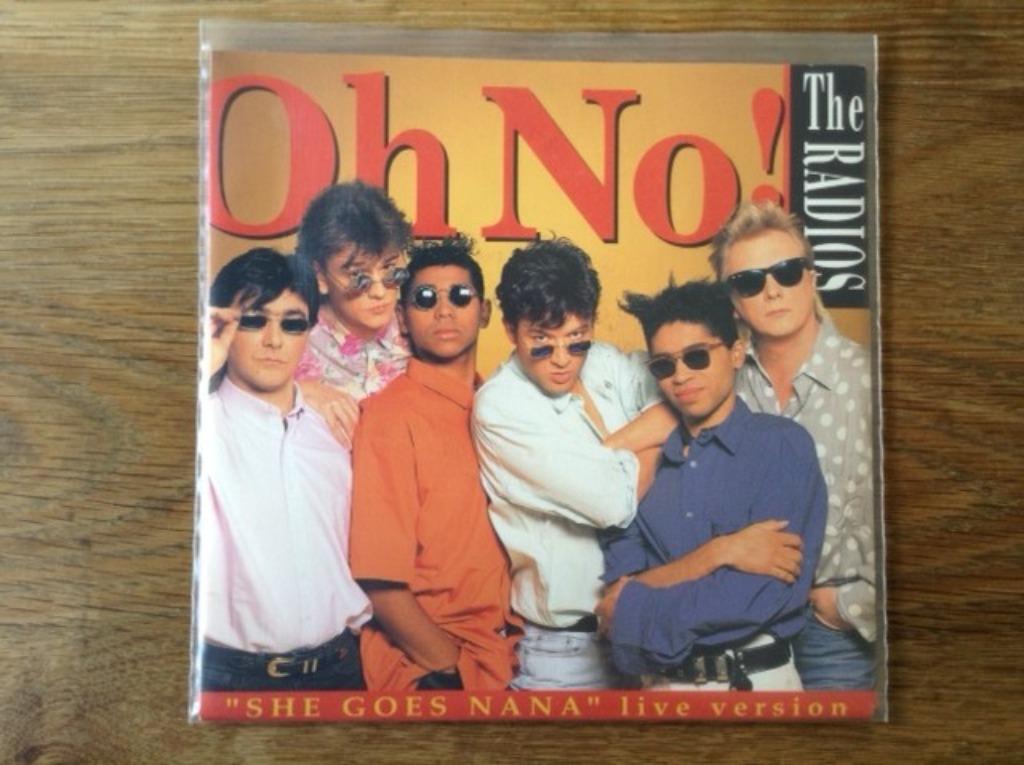 Oh No!
The RADIOS
"SHE GOES NANA" live version